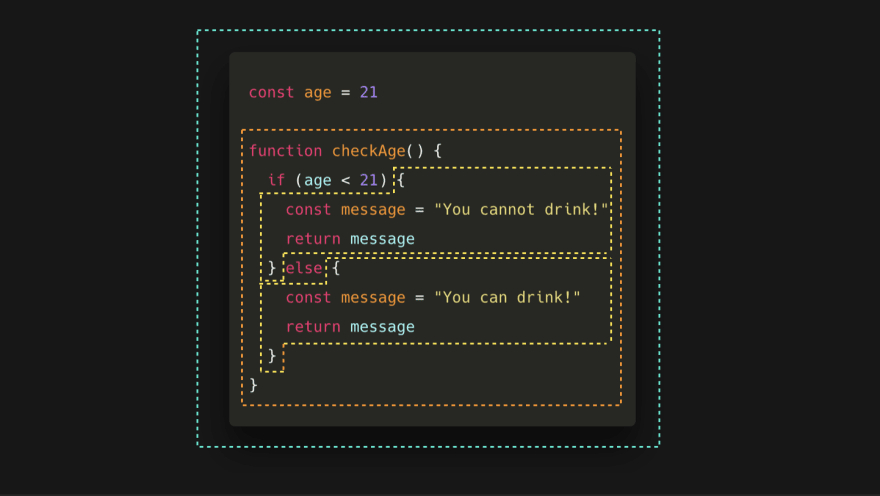 const age = 21
function checkAge() {
if (age < 21) {
const message = "You cannot drink!"
return message
} else {
const message = "You can drink!"
return message
}
}